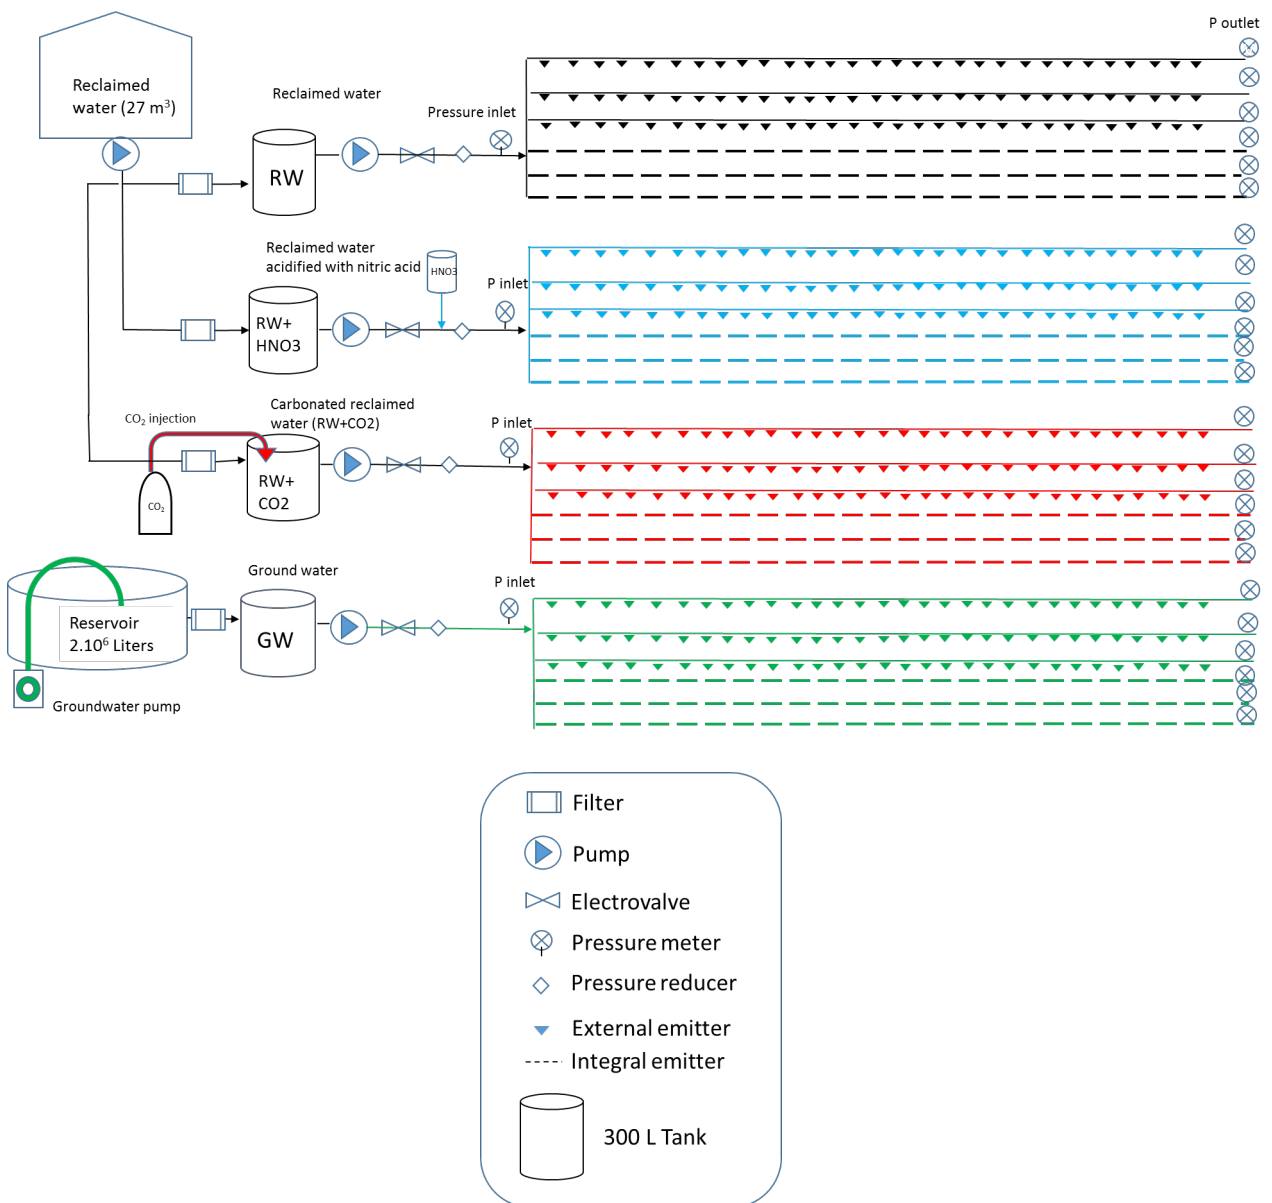 P outlet
Reclaimed
water (27 m³)
Reclaimed water
Pressure inlet
RW
Reclaimed water
acidified with nitric acid
HNO3
P inlet
RW+
HNO3
Carbonated reclaimed
water (RW+CO2)
CO₂ injection
P inlet
RW+
CO2
CO₂
Ground water
P inlet
Reservoir
2.10⁶ Liters
GW
Groundwater pump
Filter
Pump
Electrovalve
Pressure meter
Pressure reducer
External emitter
Integral emitter
300 L Tank